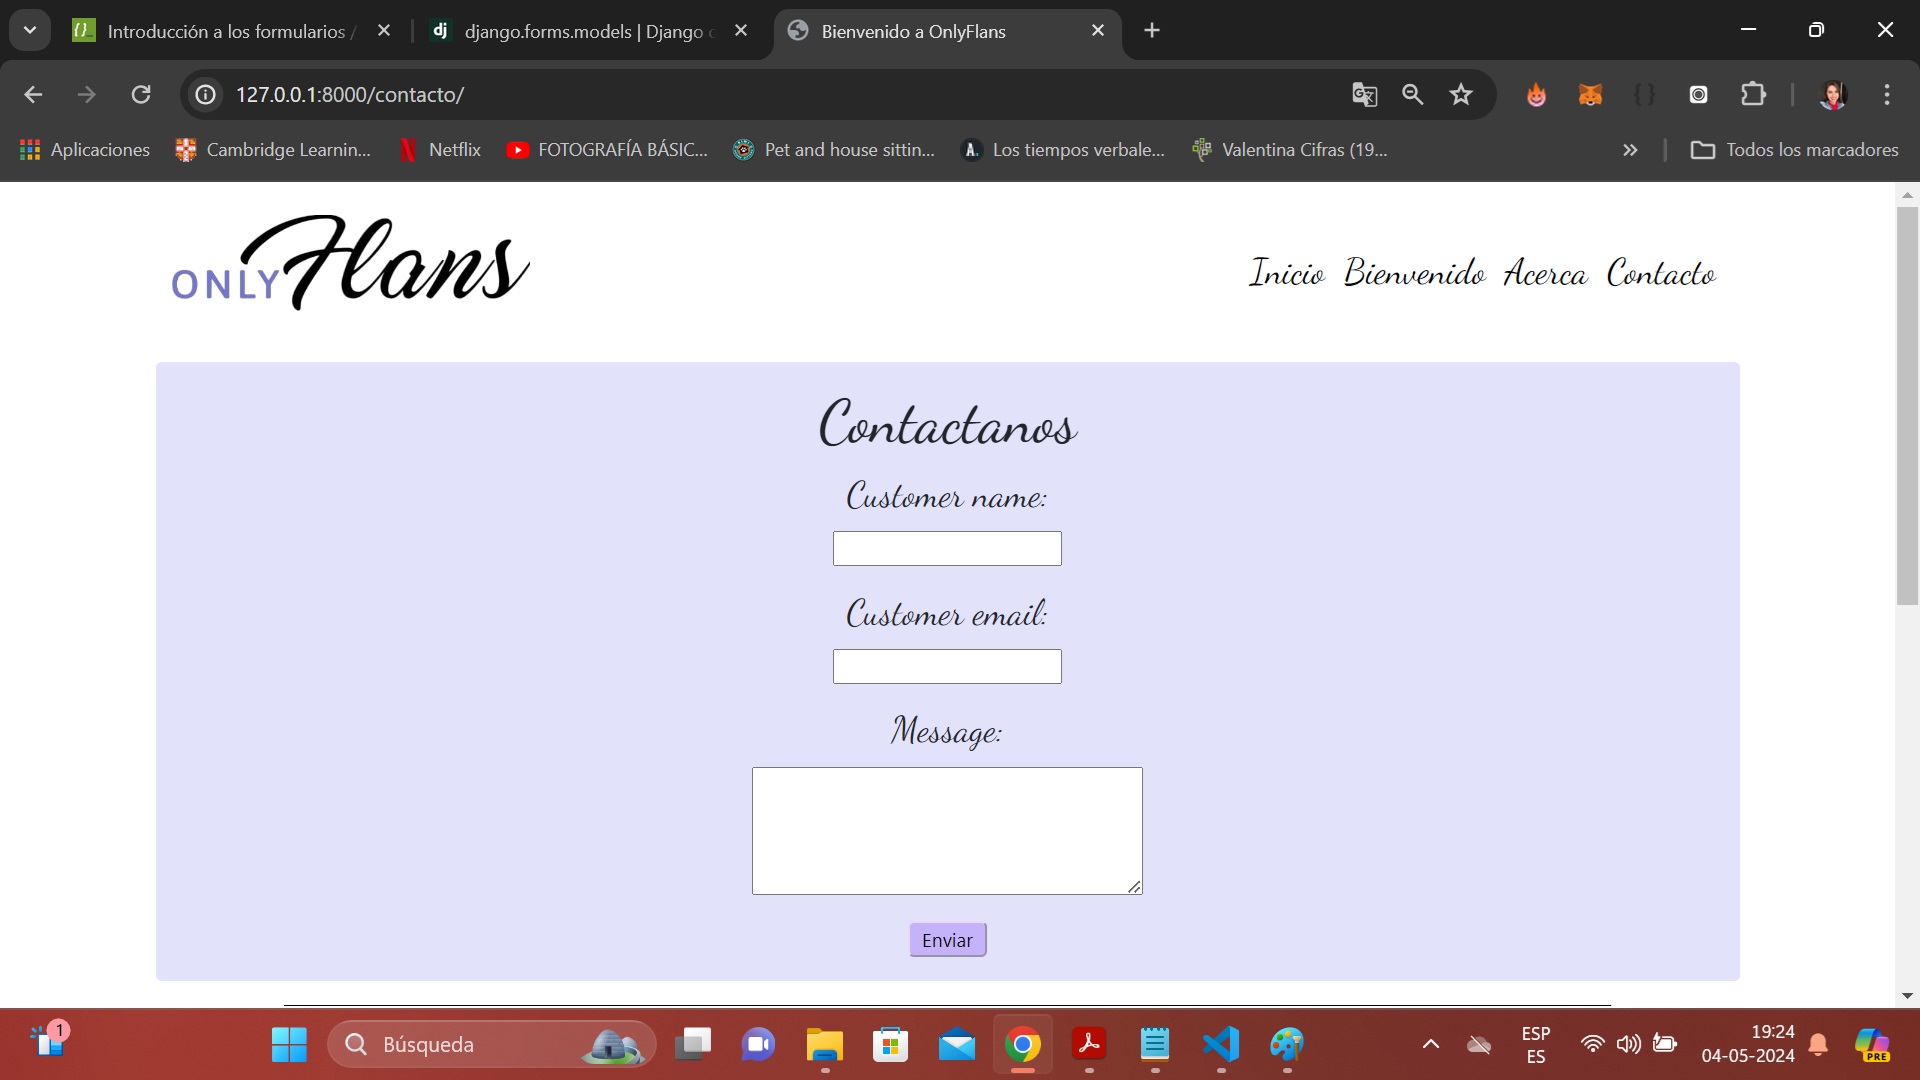 Introducción a los formularios /
dj django.forms.models | Django
Bienvenido a OnlyFlans
127.0.0.1:8000/contacto/
Aplicaciones Cambridge Learnin... Netflix FOTOGRAFÍA BÁSIC... Pet and house sittin... A. Los tiempos verbale... Valentina Cifras (19... » Todos los marcadores
ONLY Flans
Inicio Bienvenido Acerca Contacto
Contactanos
Customer name:
Customer email:
Message:
Enviar
1
Búsqueda
ESP
ES
19:24
04-05-2024
PRE